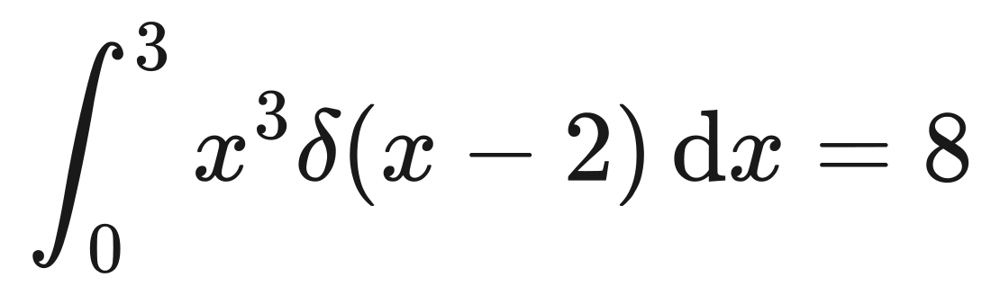 ∫₀³ x³δ(x − 2) dx = 8